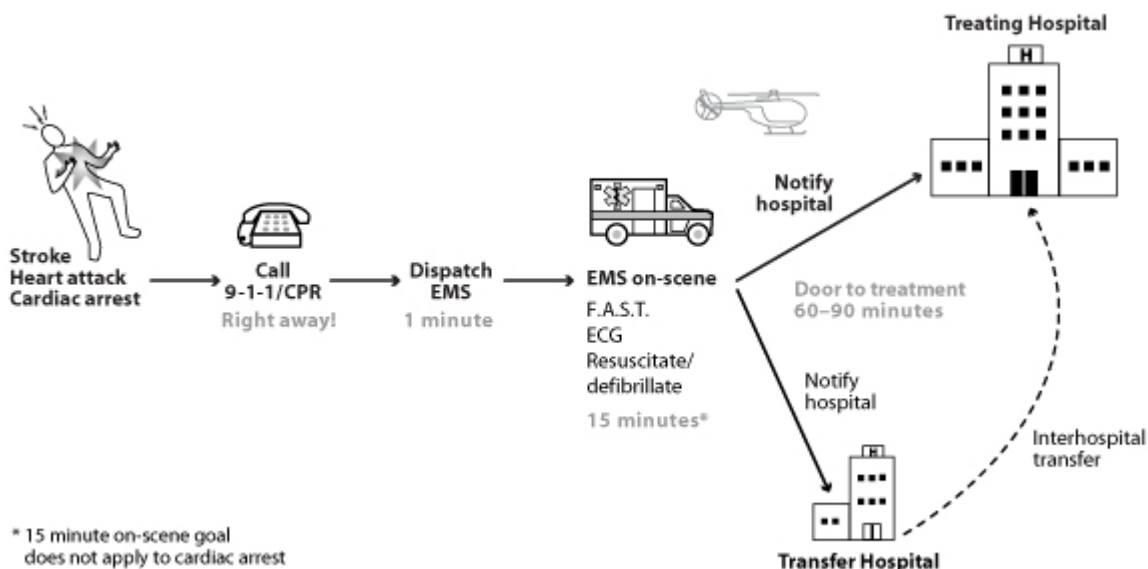 Treating Hospital
H
Stroke
Heart attack
Cardiac arrest
Call
9-1-1/CPR
Right away!
Dispatch
EMS
1 minute
EMS on-scene
F.A.S.T.
ECG
Resuscitate/
defibrillate
15 minutes*
Notify
hospital
Door to treatment
60–90 minutes
Notify
hospital
Interhospital
transfer
H
Transfer Hospital
* 15 minute on-scene goal
does not apply to cardiac arrest